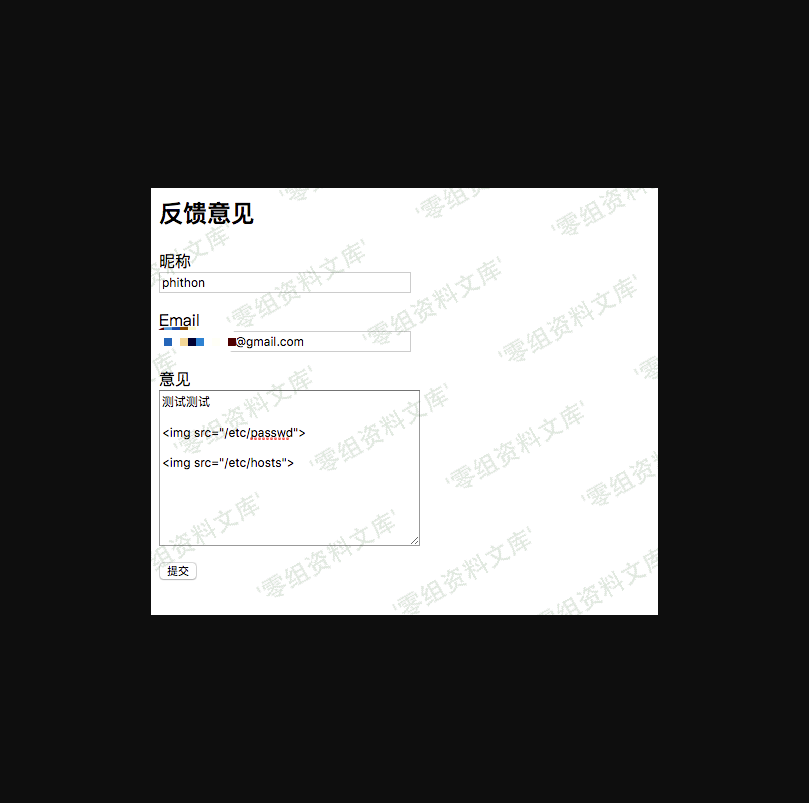 反馈意见
昵称
phithon
Email
@gmail.com
意见
测试测试
<img src="/etc/passwd">
<img src="/etc/hosts">
提交
'零组资料文库'